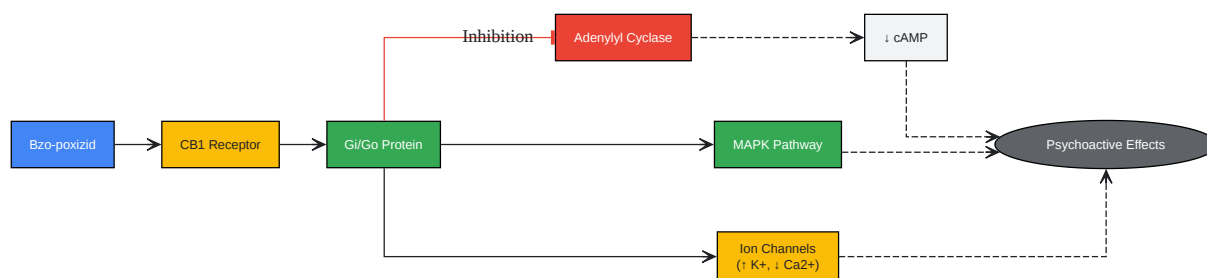 Inhibition
Adenylyl Cyclase
↓ cAMP
Bzo-poxizid
CB1 Receptor
Gi/Go Protein
MAPK Pathway
Psychoactive Effects
Ion Channels
(↑ K+, ↓ Ca2+)